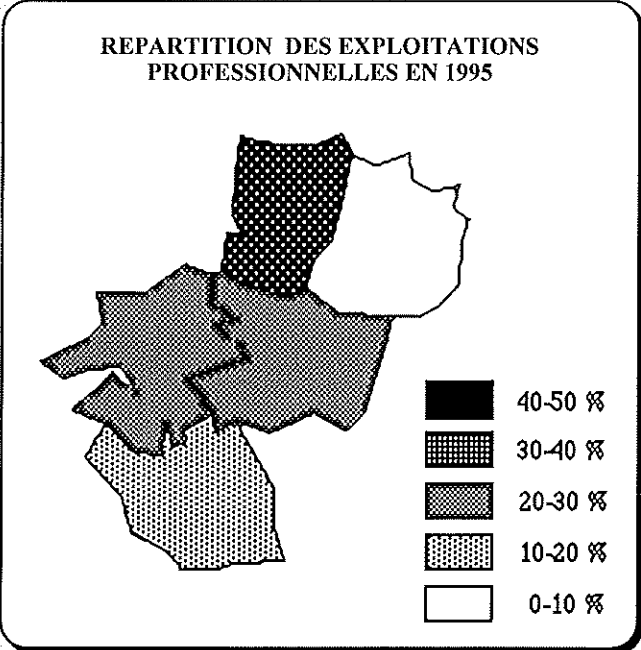 REPARTITION DES EXPLOITATIONS
PROFESSIONNELLES EN 1995
40-50 %
30-40 %
20-30 %
10-20 %
0-10 %